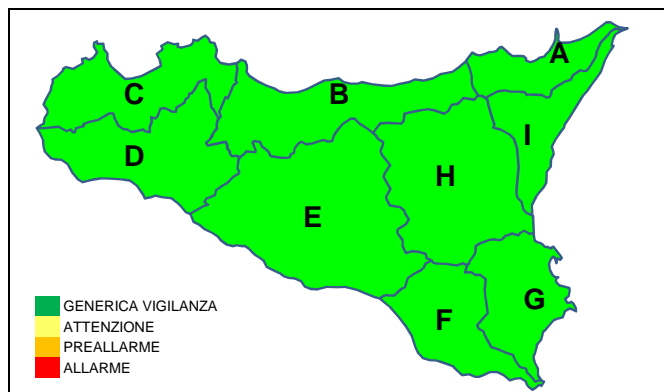 A
B
C
I
D
H
E
G
F
GENERICA VIGILANZA
ATTENZIONE
PREALLARME
ALLARME